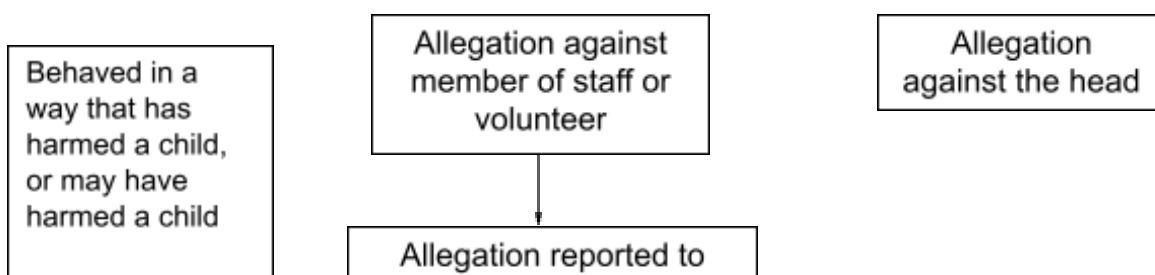 Behaved in a
way that has
harmed a child,
or may have
harmed a child
Allegation against
member of staff or
volunteer
Allegation reported to
Allegation
against the head